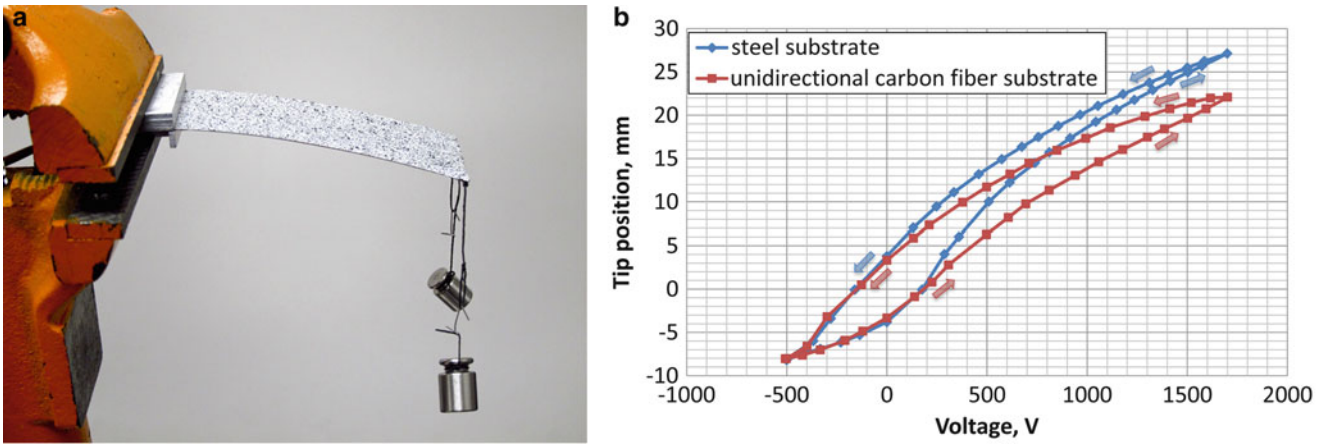 a
b
steel substrate
unidirectional carbon fiber substrate
Tip position, mm
30
25
20
15
10
5
0
-5
-10
-1000 -500 0 500 1000 1500 2000
Voltage, V